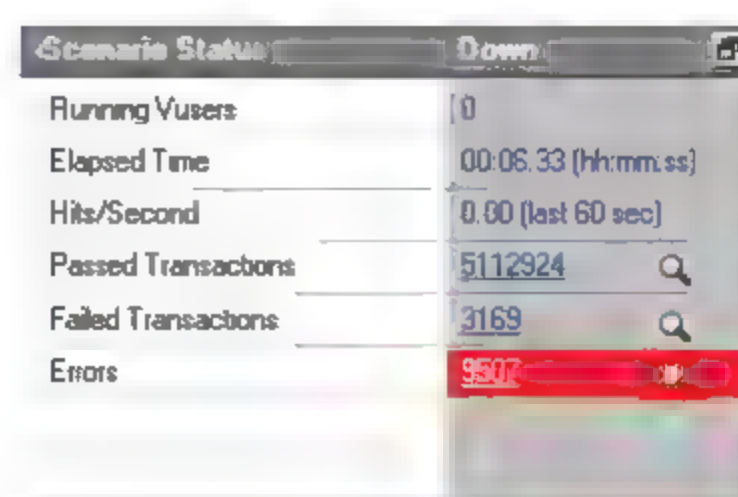 Scenario Status Down
Running Vusers 0
Elapsed Time 00:06:33 (hh:mm:ss)
Hits/Second 0.00 (last 60 sec)
Passed Transactions 5112924
Failed Transactions 3169
Errors 9507